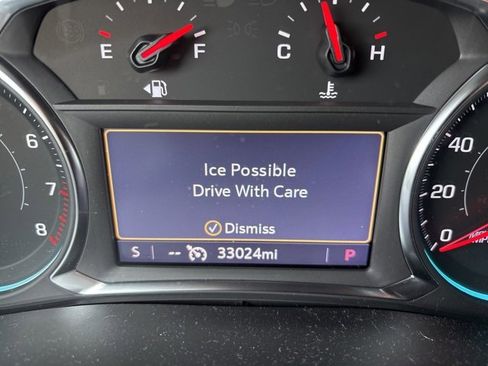 E F C H
6
7
8
Ice Possible
Drive With Care
Dismiss
S -- 33024mi P
40
20
0